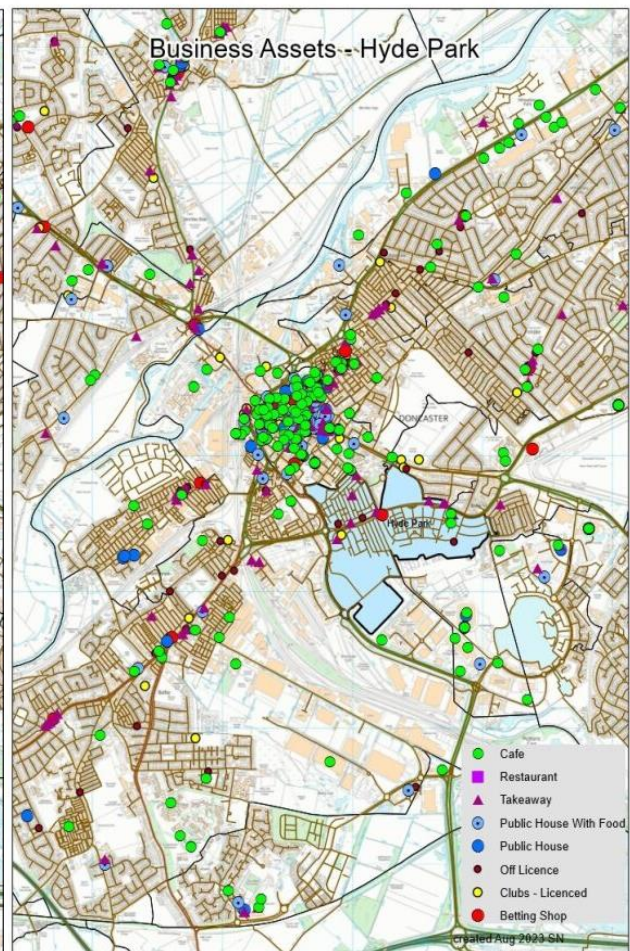 Business Assets - Hyde Park
DONCASTER
Hyde Park
Balby
Cafe
Restaurant
Takeaway
Public House With Food
Public House
Off Licence
Clubs - Licenced
Betting Shop
created Aug 2023 SN